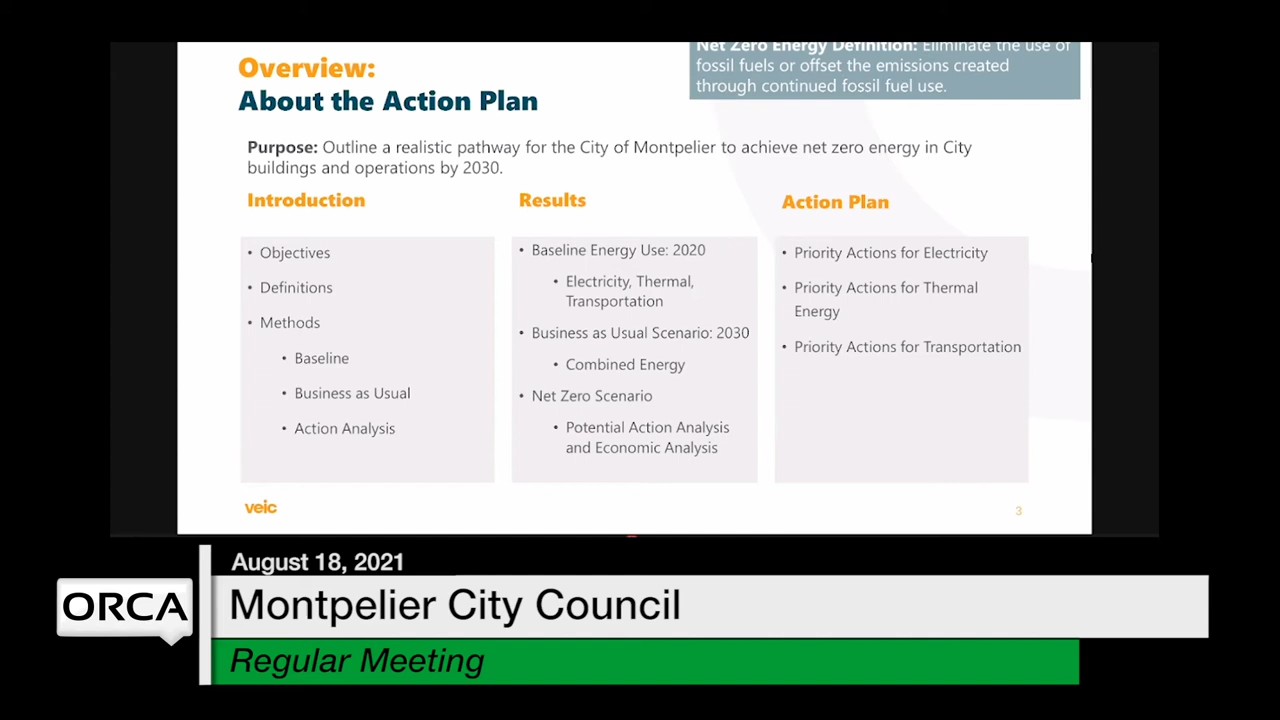 Net Zero Energy Definition: Eliminate the use of
fossil fuels or offset the emissions created
through continued fossil fuel use.
Overview:
About the Action Plan
Purpose: Outline a realistic pathway for the City of Montpelier to achieve net zero energy in City
buildings and operations by 2030.
Introduction
• Objectives
• Definitions
• Methods
• Baseline
• Business as Usual
• Action Analysis
Results
• Baseline Energy Use: 2020
• Electricity, Thermal,
Transportation
• Business as Usual Scenario: 2030
• Combined Energy
• Net Zero Scenario
• Potential Action Analysis
and Economic Analysis
Action Plan
• Priority Actions for Electricity
• Priority Actions for Thermal
Energy
• Priority Actions for Transportation
veic
3
August 18, 2021
ORCA
Montpelier City Council
Regular Meeting